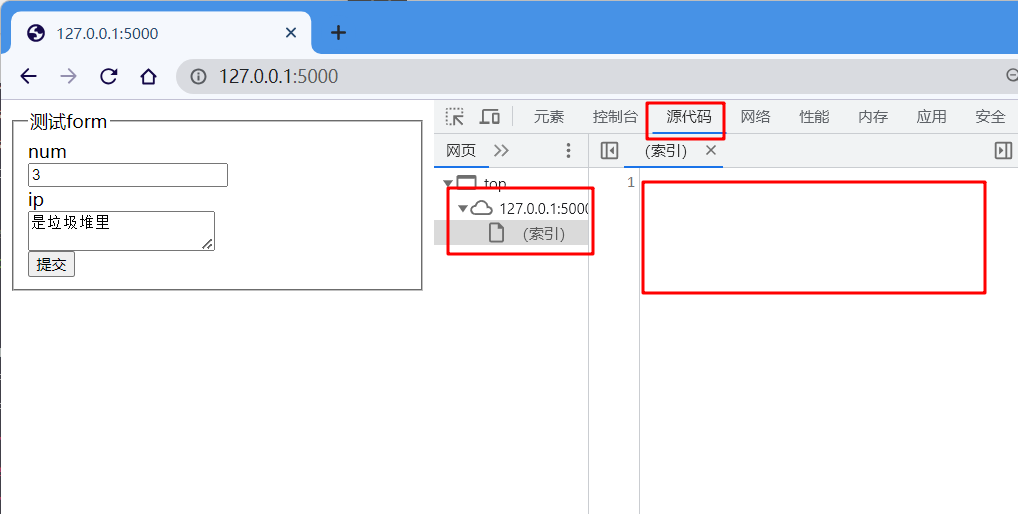 127.0.0.1:5000
127.0.0.1:5000
元素 控制台 源代码 网络 性能 内存 应用 安全
网页
(索引)
测试form
num
3
ip
是垃圾堆里
提交
top
127.0.0.1:5000
(索引)
1